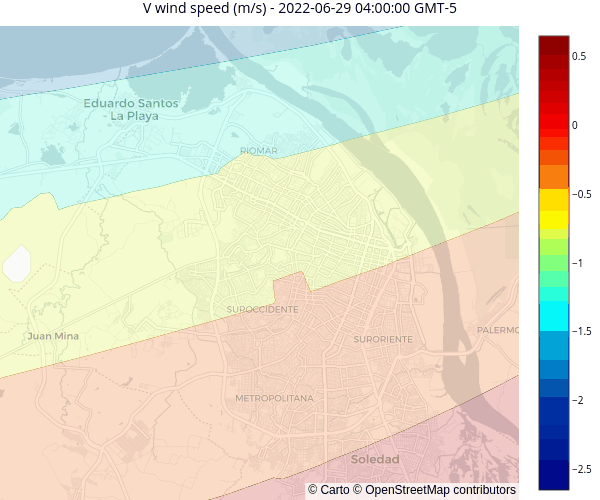 V wind speed (m/s) - 2022-06-29 04:00:00 GMT-5
0.5
Eduardo Santos
- La Playa
0
RIOMAR
−0.5
−1
SUROCCIDENTE
−1.5
Juan Mina
SURORIENTE
PALERMO
METROPOLITANA
−2
Soledad
−2.5
© Carto © OpenStreetMap contributors